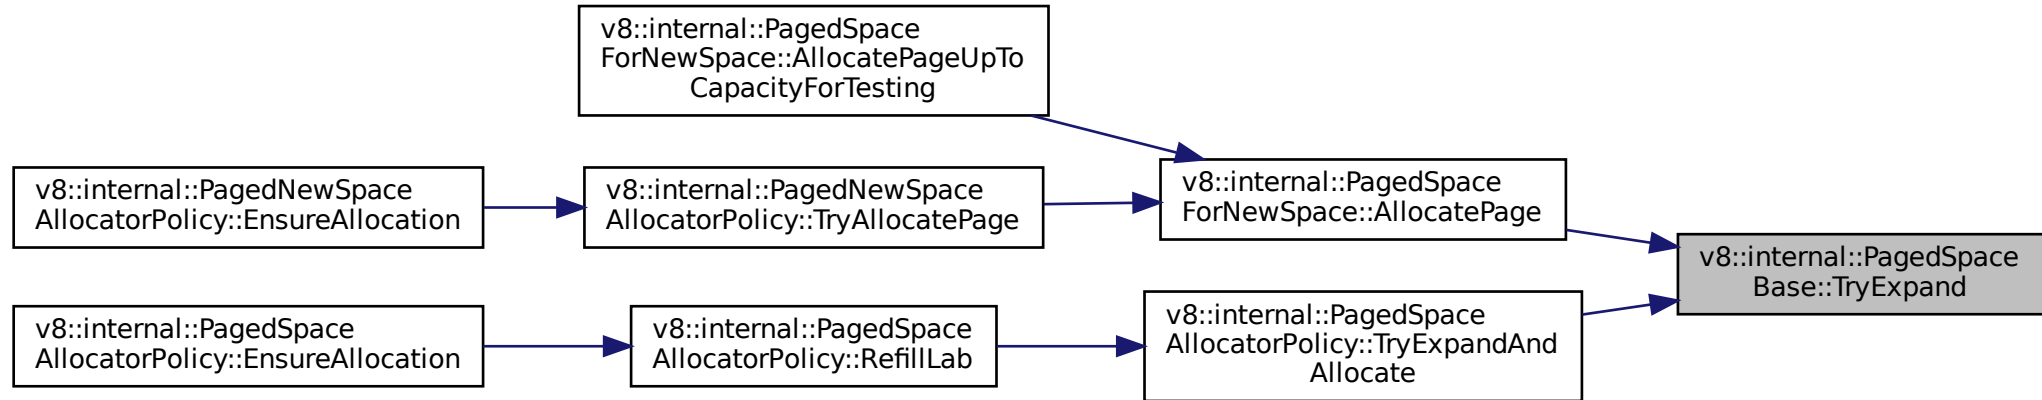 v8::internal::PagedSpace
ForNewSpace::AllocatePageUpTo
CapacityForTesting
v8::internal::PagedNewSpace
AllocatorPolicy::EnsureAllocation
v8::internal::PagedNewSpace
AllocatorPolicy::TryAllocatePage
v8::internal::PagedSpace
ForNewSpace::AllocatePage
v8::internal::PagedSpace
Base::TryExpand
v8::internal::PagedSpace
AllocatorPolicy::EnsureAllocation
v8::internal::PagedSpace
AllocatorPolicy::RefillLab
v8::internal::PagedSpace
AllocatorPolicy::TryExpandAnd
Allocate